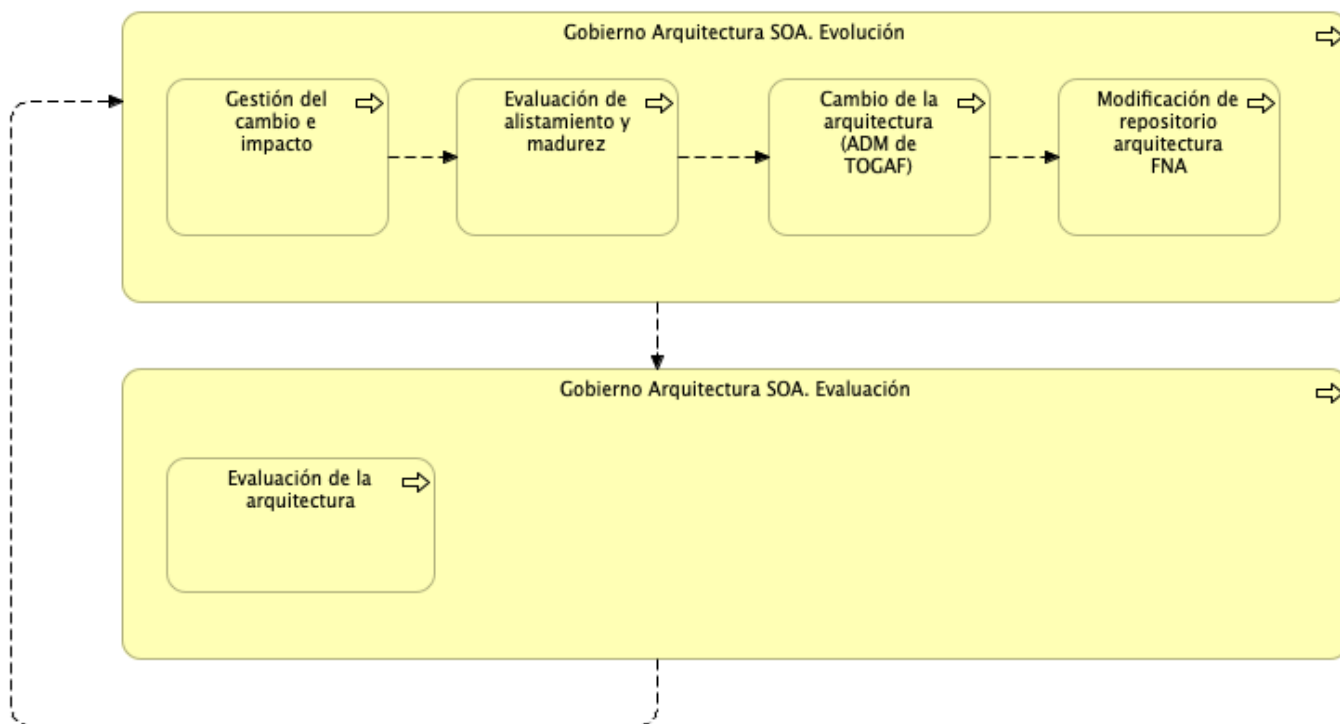 Gobierno Arquitectura SOA. Evolución
Gestión del
cambio e
impacto
Evaluación de
alistamiento y
madurez
Cambio de la
arquitectura
(ADM de
TOGAF)
Modificación de
repositorio
arquitectura
FNA
Gobierno Arquitectura SOA. Evaluación
Evaluación de la
arquitectura